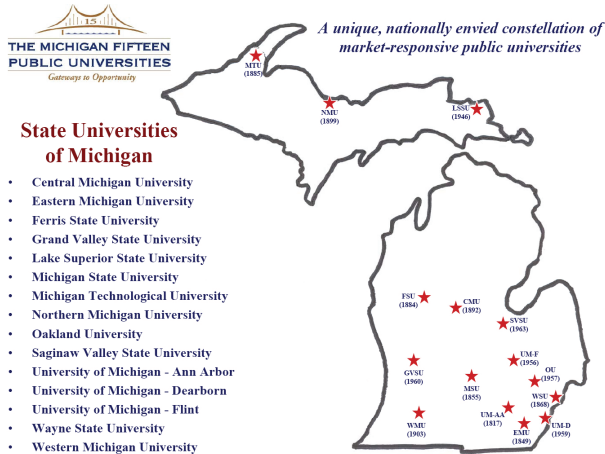 15
THE MICHIGAN FIFTEEN
PUBLIC UNIVERSITIES
Gateways to Opportunity
A unique, nationally envied constellation of
market-responsive public universities
State Universities
of Michigan
• Central Michigan University
• Eastern Michigan University
• Ferris State University
• Grand Valley State University
• Lake Superior State University
• Michigan State University
• Michigan Technological University
• Northern Michigan University
• Oakland University
• Saginaw Valley State University
• University of Michigan - Ann Arbor
• University of Michigan - Dearborn
• University of Michigan - Flint
• Wayne State University
• Western Michigan University
MTU
(1885)
NMU
(1899)
LSSU
(1946)
FSU
(1884)
CMU
(1892)
SVSU
(1963)
GVSU
(1960)
MSU
(1855)
UM-F
(1956)
OU
(1957)
WSU
(1868)
WMU
(1903)
UM-AA
(1817)
EMU
(1849)
UM-D
(1959)